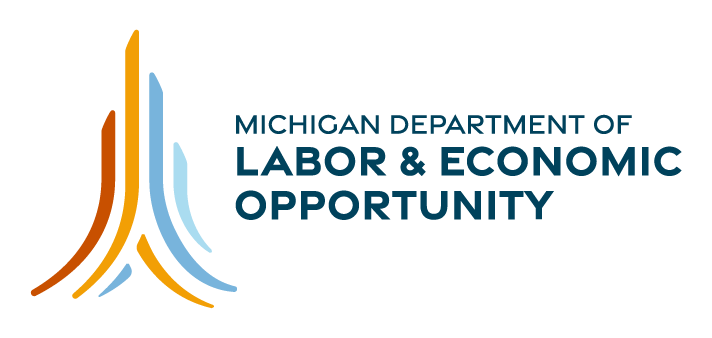 MICHIGAN DEPARTMENT OF
LABOR & ECONOMIC
OPPORTUNITY